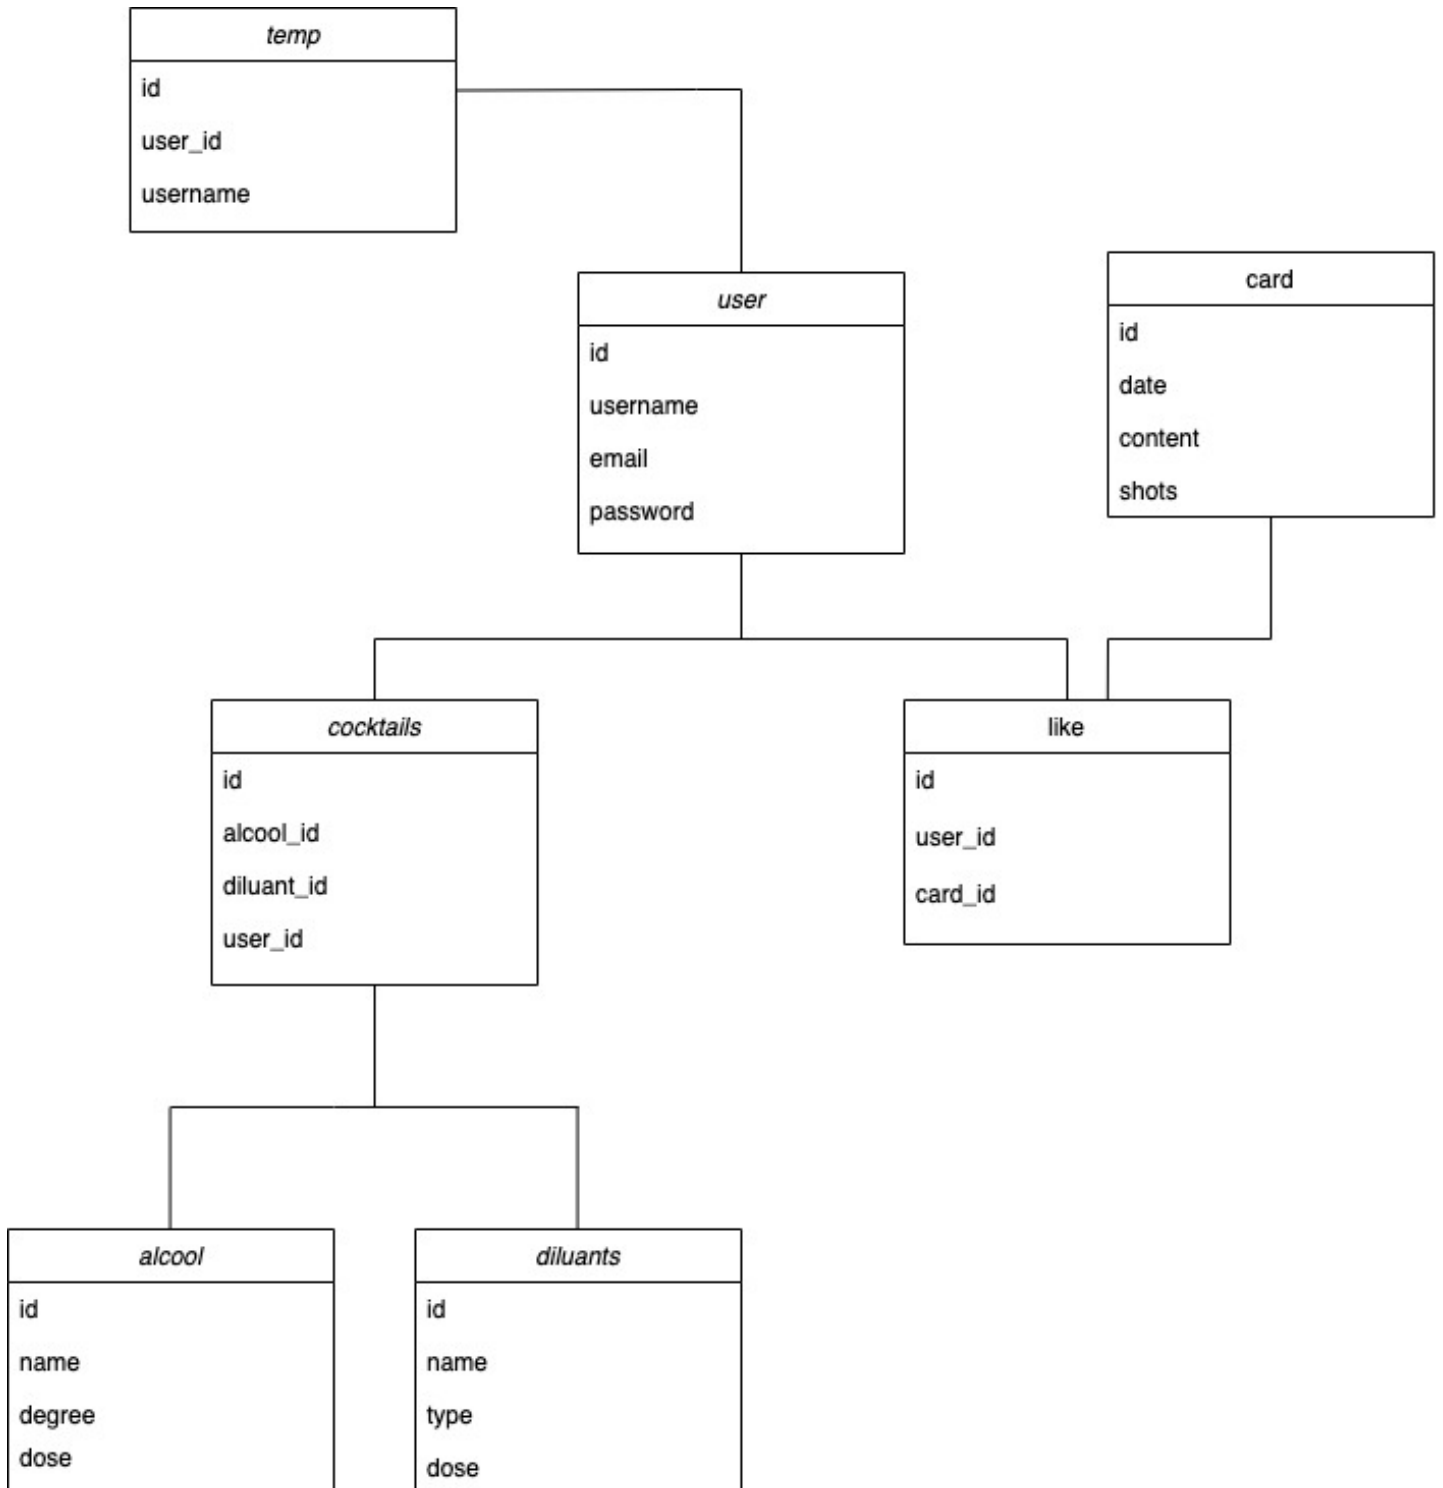 temp
id
user_id
username
user
id
username
email
password
card
id
date
content
shots
cocktails
id
alcool_id
diluant_id
user_id
like
id
user_id
card_id
alcool
id
name
degree
dose
diluants
id
name
type
dose